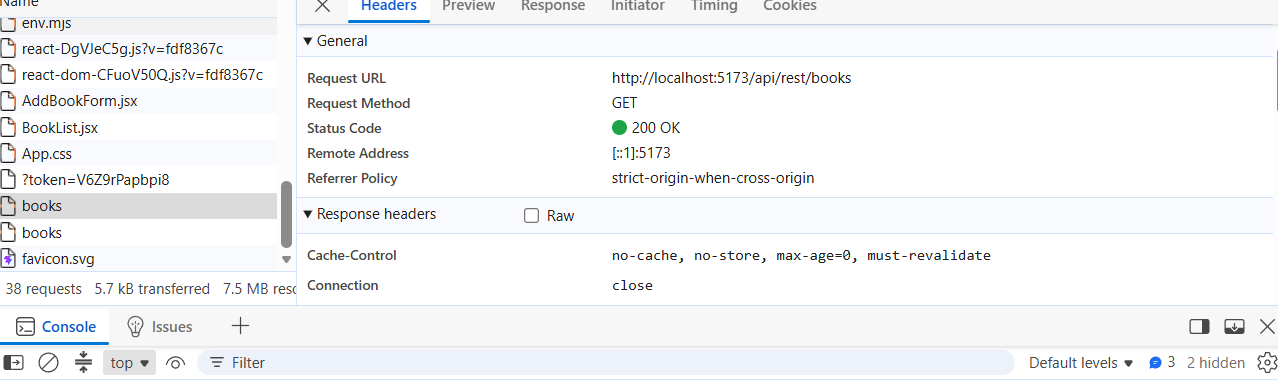 Name
Headers Preview Response Initiator Timing Cookies
env.mjs
react-DgVJeC5g.js?v=fdf8367c
react-dom-CFuoV50Q.js?v=fdf8367c
AddBookForm.jsx
BookList.jsx
App.css
?token=V6Z9rPapbpi8
books
books
favicon.svg
38 requests 5.7 kB transferred 7.5 MB resc
General
Request URL http://localhost:5173/api/rest/books
Request Method GET
Status Code 200 OK
Remote Address [::1]:5173
Referrer Policy strict-origin-when-cross-origin
Response headers Raw
Cache-Control no-cache, no-store, max-age=0, must-revalidate
Connection close
Console Issues
top Filter Default levels 3 2 hidden